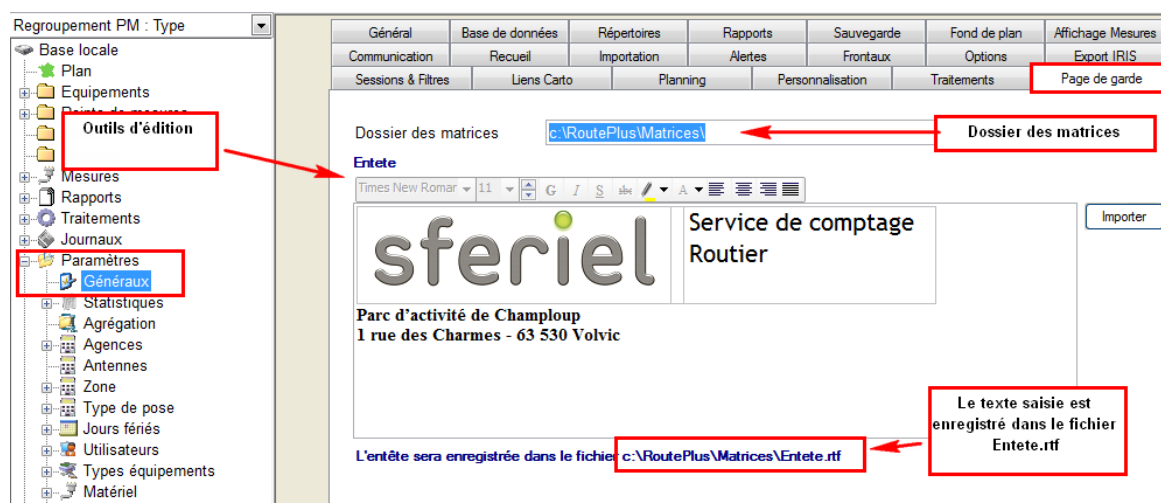 Regroupement PM : Type
Base locale
Plan
Equipements
Points de mesures
Outils d'édition
Mesures
Rapports
Traitements
Journaux
Paramètres
Généraux
Statistiques
Agrégation
Agences
Antennes
Zone
Type de pose
Jours fériés
Utilisateurs
Types équipements
Matériel
Général Base de données Répertoires Rapports Sauvegarde Fond de plan Affichage Mesures
Communication Recueil Importation Alertes Frontaux Options Export IRIS
Sessions & Filtres Liens Carto Planning Personnalisation Traitements Page de garde
Dossier des matrices c:\RoutePlus\Matrices\ Dossier des matrices
Entete
Times New Romar 11 G I S abc A
sferiel
Service de comptage
Routier
Importer
Parc d'activité de Champloup
1 rue des Charmes - 63 530 Volvic
Le texte saisie est
enregistré dans le fichier
Entete.rtf
L'entête sera enregistrée dans le fichier c:\RoutePlus\Matrices\Entete.rtf